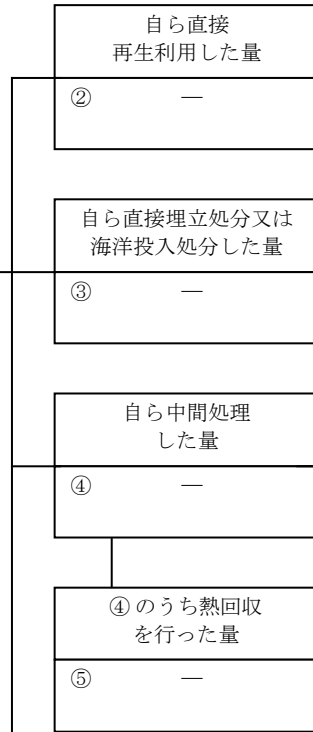 自ら直接
再生利用した量
② ―
自ら直接埋立処分又は
海洋投入処分した量
③ ―
自ら中間処理
した量
④ ―
④のうち熱回収
を行った量
⑤ ―